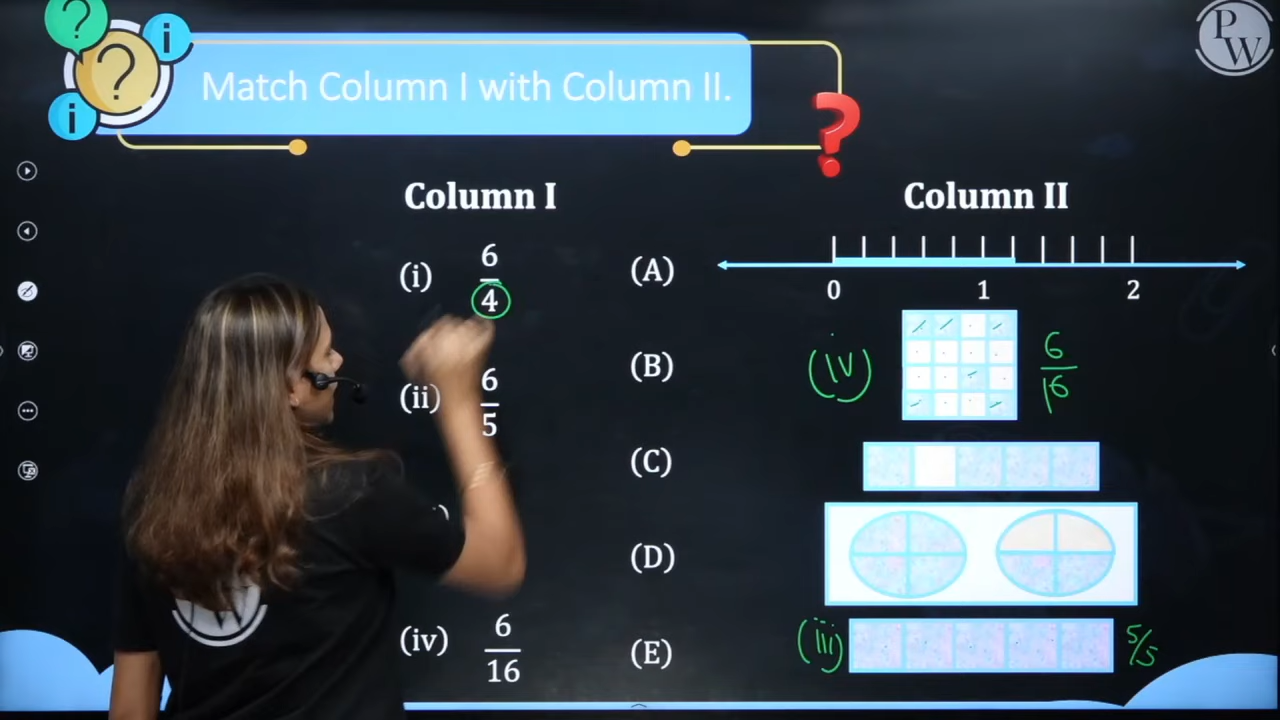 ? i
? i
PW
Match Column I with Column II.
?
Column I Column II
(i) 6/4 (A) 0 1 2
(ii) 6/5 (B) (iv) 6/16
(C)
)
(D)
(iv) 6/16 (E) (iii) 5/5